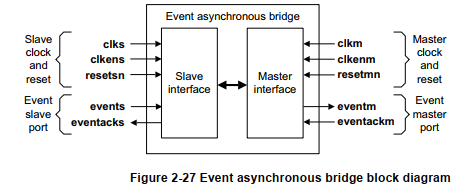 Event asynchronous bridge
Slave
clock
and
reset
clks
clkens
resetsn
Event
slave
port
events
eventacks
Slave
interface
Master
interface
clkm
clkenm
resetmn
Master
clock
and
reset
eventm
eventackm
Event
master
port
Figure 2-27 Event asynchronous bridge block diagram